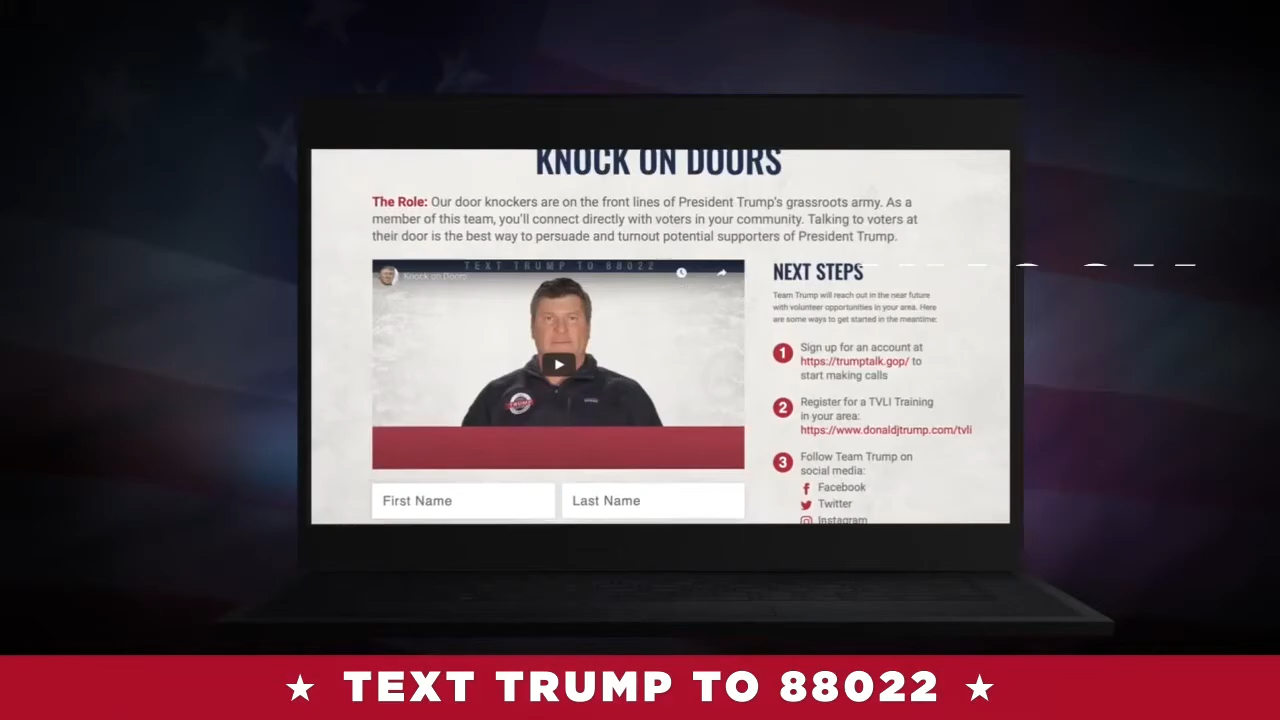 KNOCK ON DOORS
The Role: Our door knockers are on the front lines of President Trump's grassroots army. As a
member of this team, you'll connect directly with voters in your community. Talking to voters at
their door is the best way to persuade and turnout potential supporters of President Trump.
TEXT TRUMP TO 88022
Knock on Doors
First Name
Last Name
NEXT STEPS
Team Trump will reach out in the near future
with volunteer opportunities in your area. Here
are some ways to get started in the meantime:
1 Sign up for an account at
https://trumptalk.gop/ to
start making calls
2 Register for a TVLI Training
in your area:
https://www.donaldjtrump.com/tvli
3 Follow Team Trump on
social media:
Facebook
Twitter
Instagram
★ TEXT TRUMP TO 88022 ★